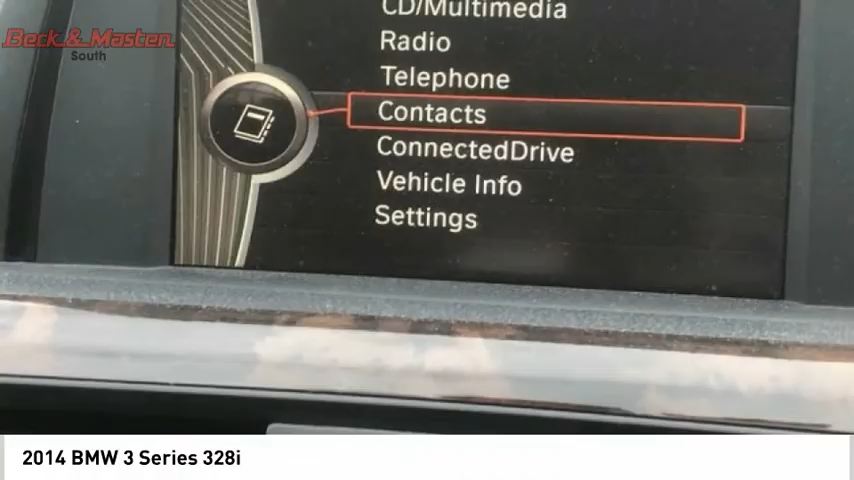 Beck & Masten
South
CD/Multimedia
Radio
Telephone
Contacts
ConnectedDrive
Vehicle Info
Settings
2014 BMW 3 Series 328i